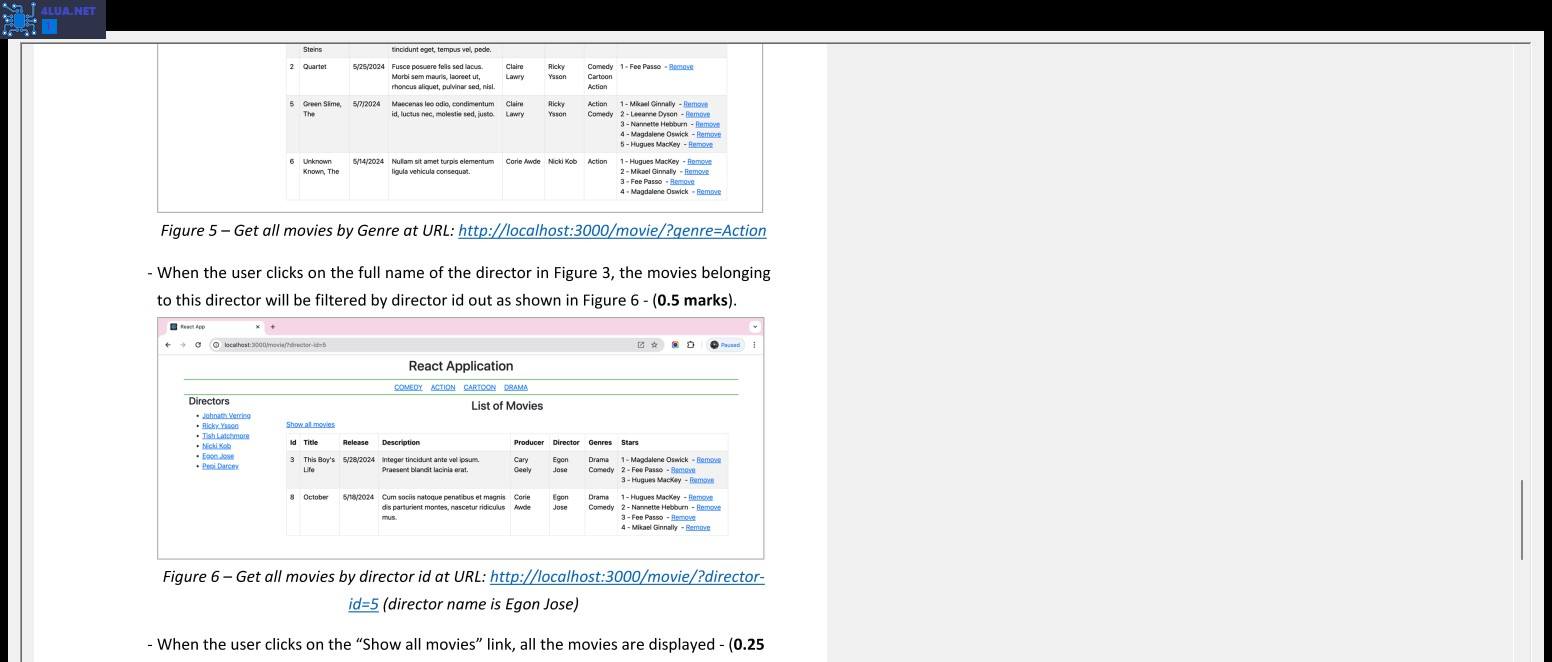 4LUA.NET
Steins tincidunt eget, tempus vel, pede.
2 Quartet 5/25/2024 Fusce posuere felis sed lacus. Claire Ricky Comedy 1 - Fee Passo - Remove
Morbi sem mauris, laoreet ut, Lawry Ysson Cartoon
rhoncus aliquet, pulvinar sed, nisl. Action
5 Green Slime, 5/7/2024 Maecenas leo odio, condimentum Claire Ricky Action 1 - Mikael Ginnally - Remove
The id, luctus nec, molestie sed, justo. Lawry Ysson Comedy 2 - Leeanne Dyson - Remove
3 - Nannette Hebburn - Remove
4 - Magdalene Oswick - Remove
5 - Hugues MacKey - Remove
6 Unknown 5/14/2024 Nullam sit amet turpis elementum Corie Awde Nicki Kob Action 1 - Hugues MacKey - Remove
Known, The ligula vehicula consequat. 2 - Mikael Ginnally - Remove
3 - Fee Passo - Remove
4 - Magdalene Oswick - Remove
Figure 5 – Get all movies by Genre at URL: http://localhost:3000/movie/?genre=Action
- When the user clicks on the full name of the director in Figure 3, the movies belonging
to this director will be filtered by director id out as shown in Figure 6 - (0.5 marks).
React App
localhost:3000/movie/?director-id=5 Paused
React Application
COMEDY ACTION CARTOON DRAMA
Directors
• Johnath Verring
• Ricky Ysson
• Tish Latchmore
• Nicki Kob
• Egon Jose
• Pepi Darcey
List of Movies
Show all movies
Id Title Release Description Producer Director Genres Stars
3 This Boy's 5/28/2024 Integer tincidunt ante vel ipsum. Cary Egon Drama 1 - Magdalene Oswick - Remove
Life Praesent blandit lacinia erat. Geely Jose Comedy 2 - Fee Passo - Remove
3 - Hugues MacKey - Remove
8 October 5/18/2024 Cum sociis natoque penatibus et magnis Corie Egon Drama 1 - Hugues MacKey - Remove
dis parturient montes, nascetur ridiculus Awde Jose Comedy 2 - Nannette Hebburn - Remove
mus. 3 - Fee Passo - Remove
4 - Mikael Ginnally - Remove
Figure 6 – Get all movies by director id at URL: http://localhost:3000/movie/?director-
id=5 (director name is Egon Jose)
- When the user clicks on the “Show all movies” link, all the movies are displayed - (0.25